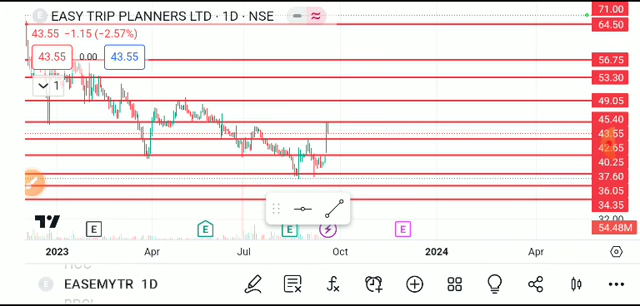 EASY TRIP PLANNERS LTD · 1D · NSE
43.55 −1.15 (−2.57%)
43.55 0.00 43.55
1
71.00
64.50
56.75
53.30
49.05
45.40
43.55
42.65
40.25
37.60
36.05
34.35
32.00
54.48M
E E E E
2023 Apr Jul Oct 2024 Apr
EASEMYTR 1D